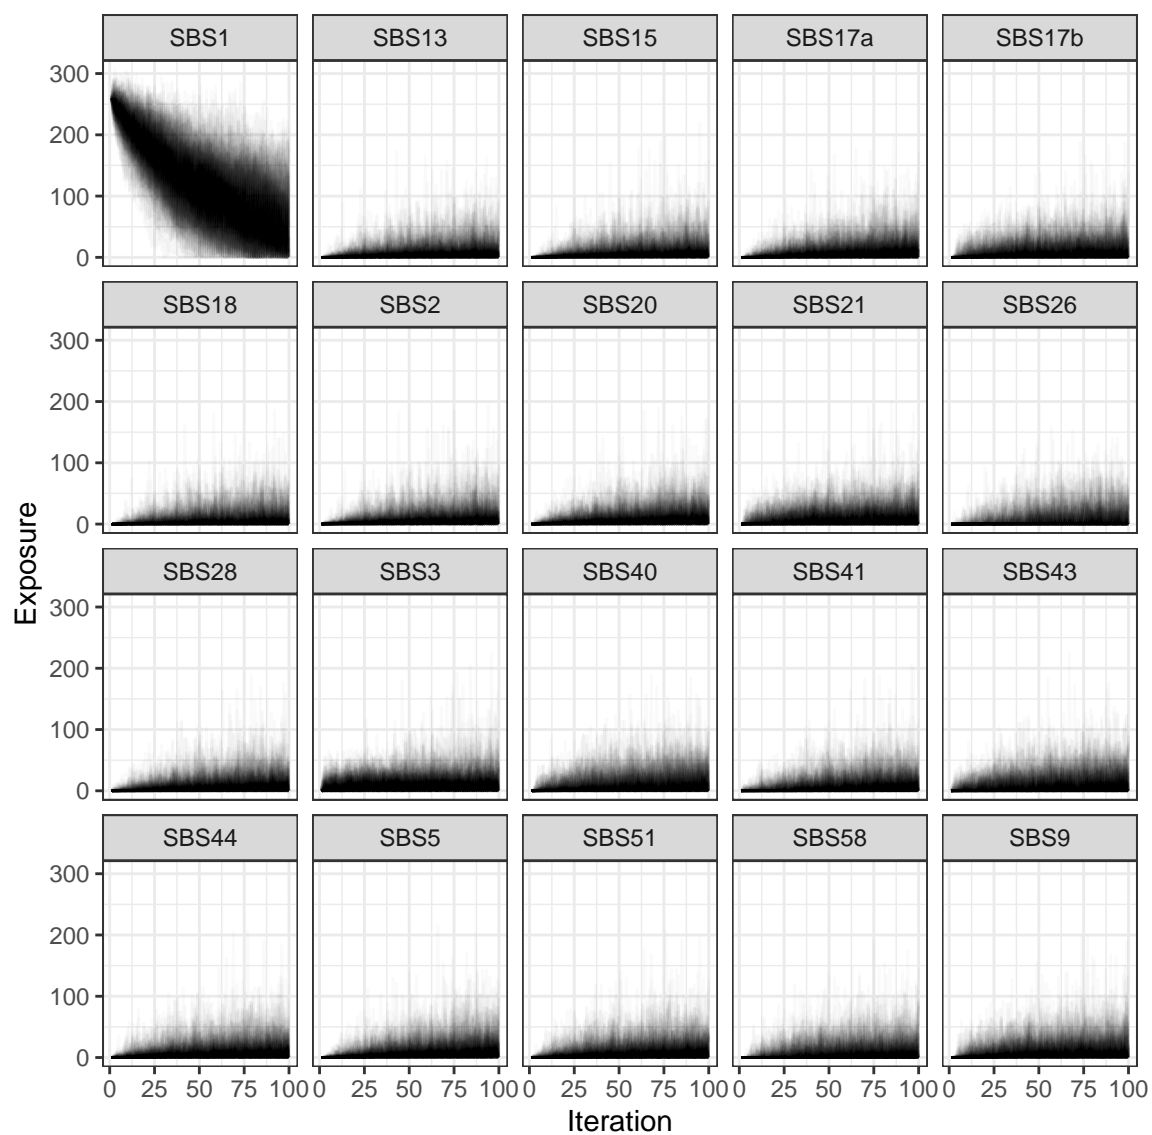 SBS1 SBS13 SBS15 SBS17a SBS17b
300
200
100
0
SBS18 SBS2 SBS20 SBS21 SBS26
300
200
100
0
Exposure
SBS28 SBS3 SBS40 SBS41 SBS43
300
200
100
0
SBS44 SBS5 SBS51 SBS58 SBS9
300
200
100
0
0 25 50 75 100 0 25 50 75 100 0 25 50 75 100 0 25 50 75 100 0 25 50 75 100
Iteration